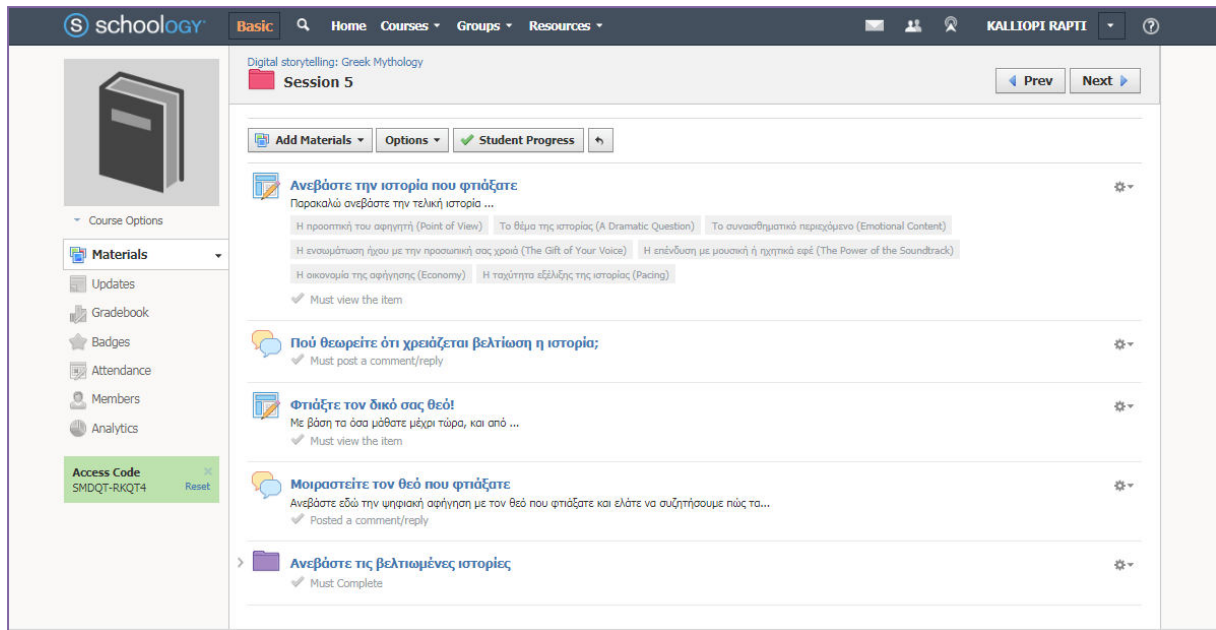 schoology Basic Home Courses Groups Resources KALLIOPI RAPTI
Digital storytelling: Greek Mythology
Session 5
Prev Next
Add Materials Options Student Progress
Course Options
Materials
Updates
Gradebook
Badges
Attendance
Members
Analytics
Access Code
SMDQT-RKQT4 Reset
Ανεβάστε την ιστορία που φτιάξατε
Παρακαλώ ανεβάστε την τελική ιστορία ...
Η προοπτική του αφηγητή (Point of View) Το θέμα της ιστορίας (A Dramatic Question) Το συναισθηματικό περιεχόμενο (Emotional Content)
Η ενσωμάτωση ήχου με την προσωπική σας χροιά (The Gift of Your Voice) Η επένδυση με μουσική ή ηχητικά εφέ (The Power of the Soundtrack)
Η οικονομία της αφήγησης (Economy) Η ταχύτητα εξέλιξης της ιστορίας (Pacing)
Must view the item
Πού θεωρείτε ότι χρειάζεται βελτίωση η ιστορία;
Must post a comment/reply
Φτιάξτε τον δικό σας θεό!
Με βάση τα όσα μάθατε μέχρι τώρα, και από ...
Must view the item
Μοιραστείτε τον θεό που φτιάξατε
Ανεβάστε εδώ την ψηφιακή αφήγηση με τον θεό που φτιάξατε και ελάτε να συζητήσουμε πώς τα...
Posted a comment/reply
Ανεβάστε τις βελτιωμένες ιστορίες
Must Complete